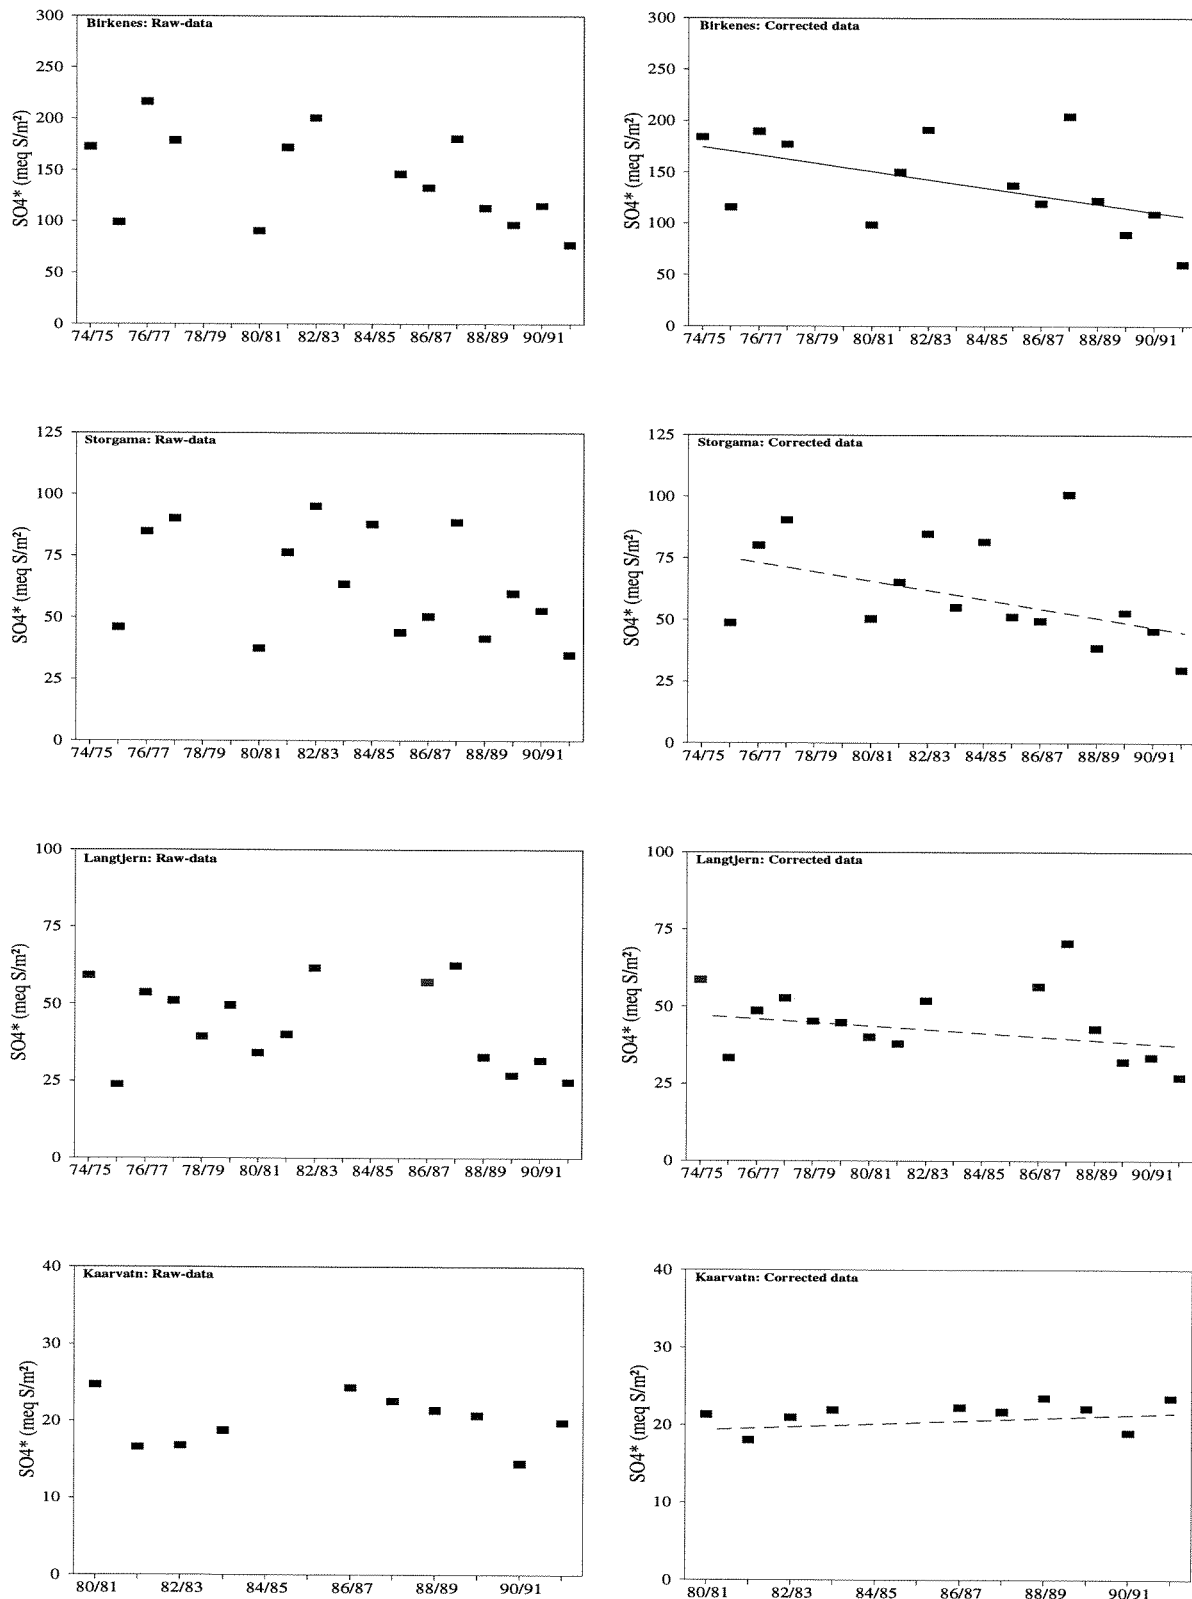 Birkenes: Raw-data
300
250
200
150
100
50
0
SO4* (meq S/m²)
74/75 76/77 78/79 80/81 82/83 84/85 86/87 88/89 90/91
Birkenes: Corrected data
300
250
200
150
100
50
0
SO4* (meq S/m²)
74/75 76/77 78/79 80/81 82/83 84/85 86/87 88/89 90/91
Storgama: Raw-data
125
100
75
50
25
0
SO4* (meq S/m²)
74/75 76/77 78/79 80/81 82/83 84/85 86/87 88/89 90/91
Storgama: Corrected data
125
100
75
50
25
0
SO4* (meq S/m²)
74/75 76/77 78/79 80/81 82/83 84/85 86/87 88/89 90/91
Langtjern: Raw-data
100
75
50
25
0
SO4* (meq S/m²)
74/75 76/77 78/79 80/81 82/83 84/85 86/87 88/89 90/91
Langtjern: Corrected data
100
75
50
25
0
SO4* (meq S/m²)
74/75 76/77 78/79 80/81 82/83 84/85 86/87 88/89 90/91
Kaarvatn: Raw-data
40
30
20
10
0
SO4* (meq S/m²)
80/81 82/83 84/85 86/87 88/89 90/91
Kaarvatn: Corrected data
40
30
20
10
0
SO4* (meq S/m²)
80/81 82/83 84/85 86/87 88/89 90/91